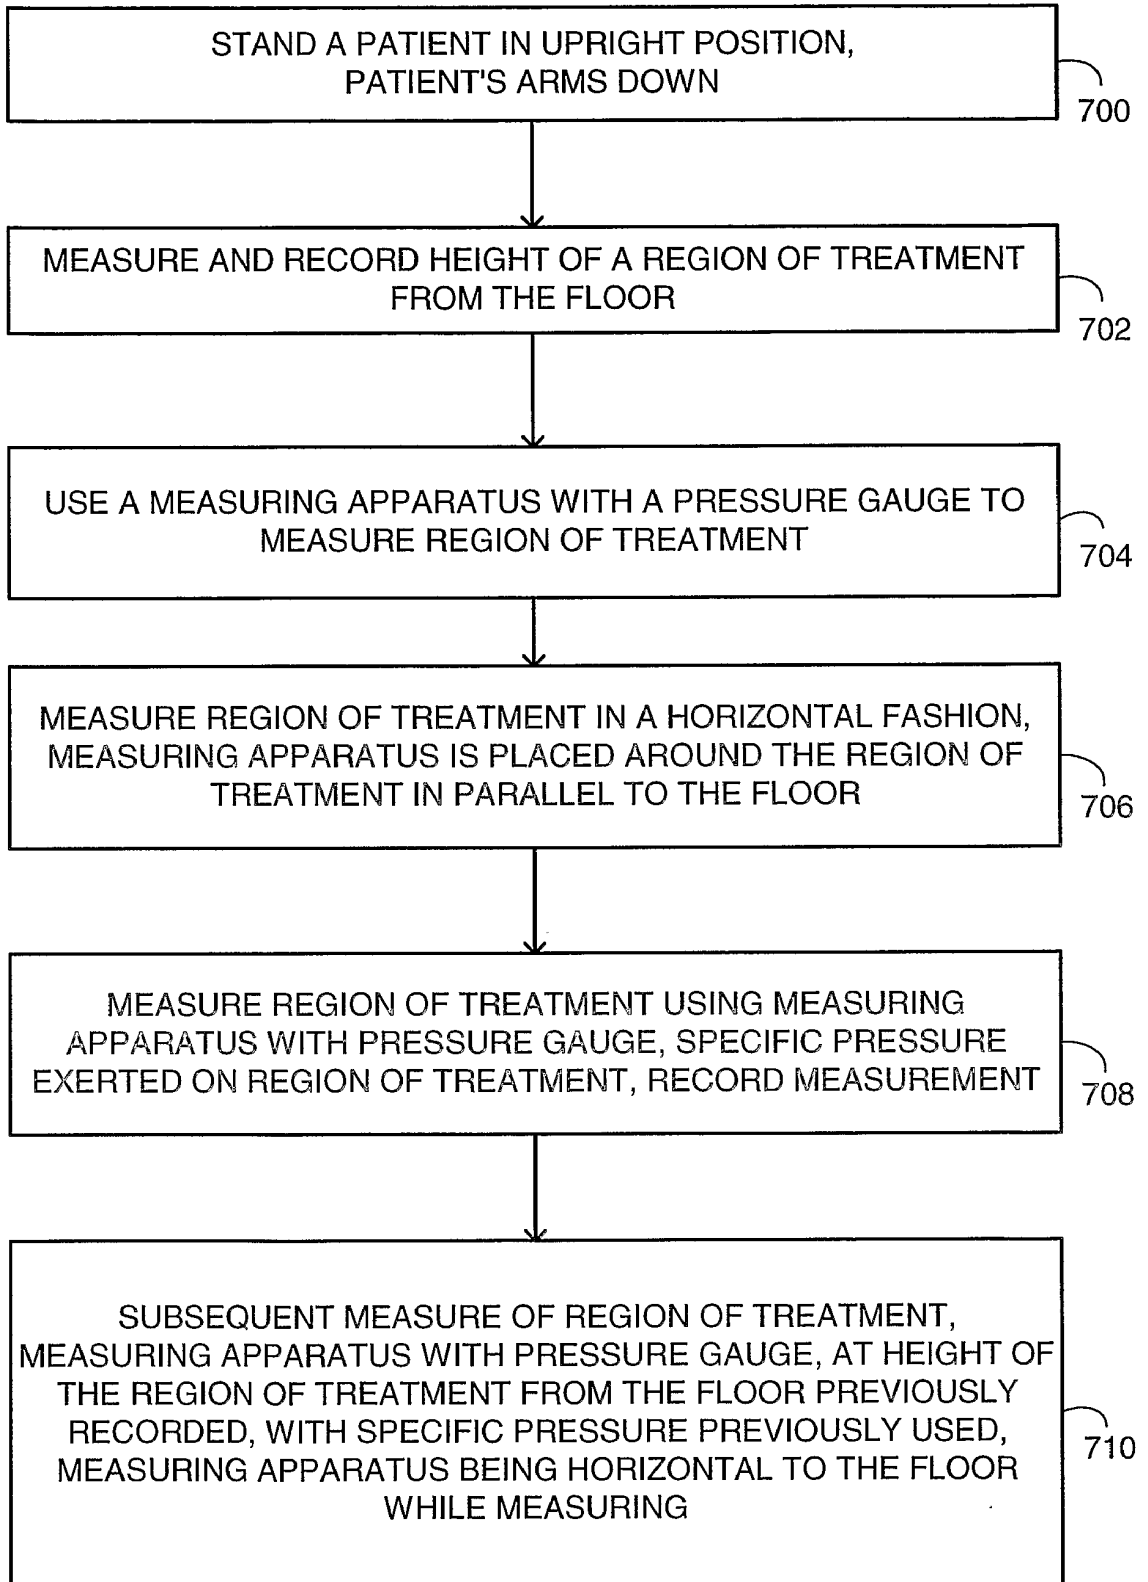 STAND A PATIENT IN UPRIGHT POSITION,
PATIENT'S ARMS DOWN
700
MEASURE AND RECORD HEIGHT OF A REGION OF TREATMENT
FROM THE FLOOR
702
USE A MEASURING APPARATUS WITH A PRESSURE GAUGE TO
MEASURE REGION OF TREATMENT
704
MEASURE REGION OF TREATMENT IN A HORIZONTAL FASHION,
MEASURING APPARATUS IS PLACED AROUND THE REGION OF
TREATMENT IN PARALLEL TO THE FLOOR
706
MEASURE REGION OF TREATMENT USING MEASURING
APPARATUS WITH PRESSURE GAUGE, SPECIFIC PRESSURE
EXERTED ON REGION OF TREATMENT, RECORD MEASUREMENT
708
SUBSEQUENT MEASURE OF REGION OF TREATMENT,
MEASURING APPARATUS WITH PRESSURE GAUGE, AT HEIGHT OF
THE REGION OF TREATMENT FROM THE FLOOR PREVIOUSLY
RECORDED, WITH SPECIFIC PRESSURE PREVIOUSLY USED,
MEASURING APPARATUS BEING HORIZONTAL TO THE FLOOR
WHILE MEASURING
710